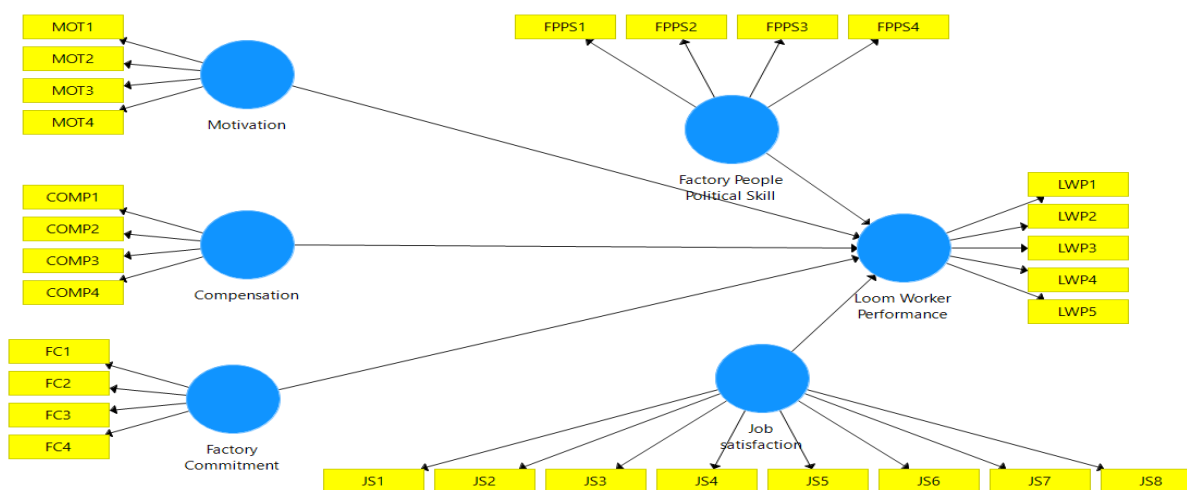 MOT1
MOT2
MOT3
MOT4
Motivation
FPPS1
FPPS2
FPPS3
FPPS4
Factory People
Political Skill
COMP1
COMP2
COMP3
COMP4
Compensation
LWP1
LWP2
LWP3
LWP4
LWP5
Loom Worker
Performance
FC1
FC2
FC3
FC4
Factory
Commitment
Job
satisfaction
JS1
JS2
JS3
JS4
JS5
JS6
JS7
JS8